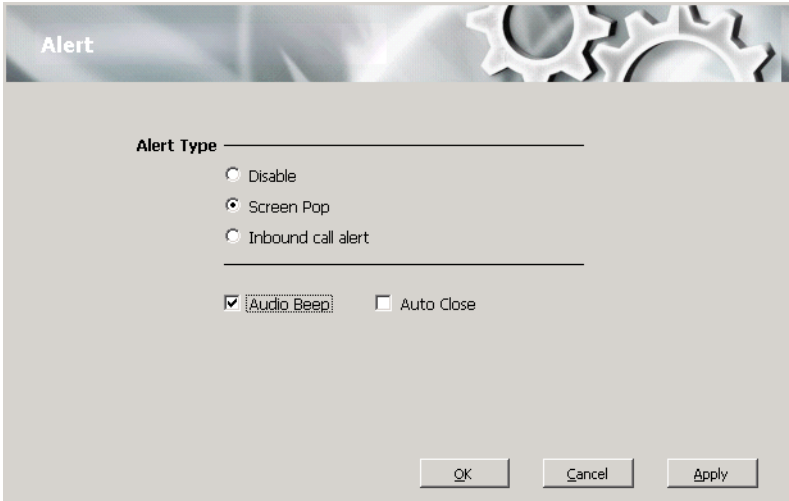 Alert
Alert Type
Disable
Screen Pop
Inbound call alert
Audio Beep Auto Close
OK Cancel Apply